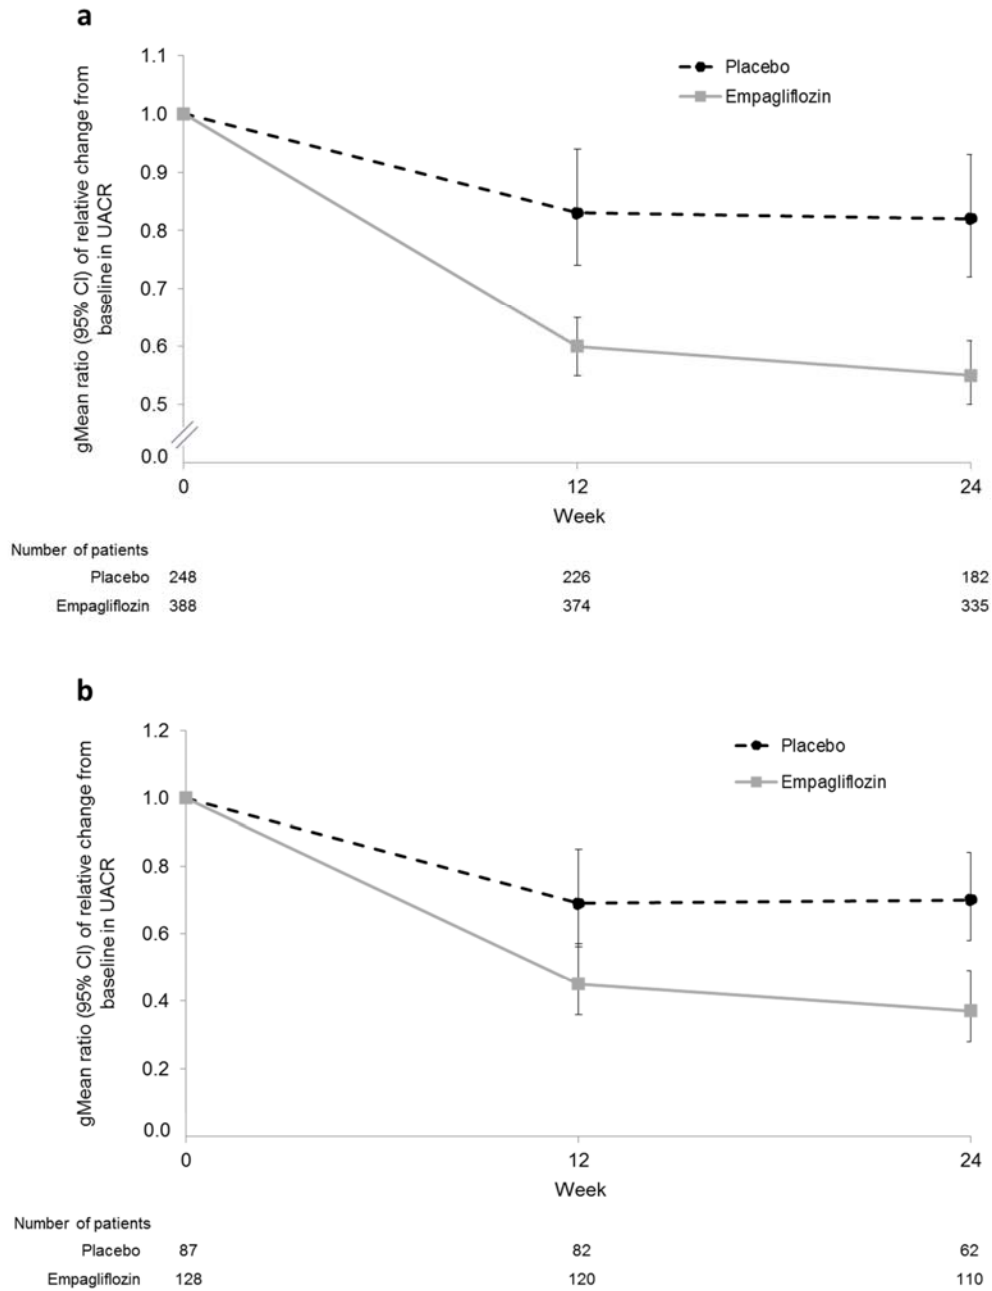 a
gMean ratio (95% CI) of relative change from
baseline in UACR
1.1
1.0
0.9
0.8
0.7
0.6
0.5
0.0
Placebo
Empagliflozin
0 12 24
Week
Number of patients
Placebo 248 226 182
Empagliflozin 388 374 335
b
gMean ratio (95% CI) of relative change from
baseline in UACR
1.2
1.0
0.8
0.6
0.4
0.2
0.0
Placebo
Empagliflozin
0 12 24
Week
Number of patients
Placebo 87 82 62
Empagliflozin 128 120 110